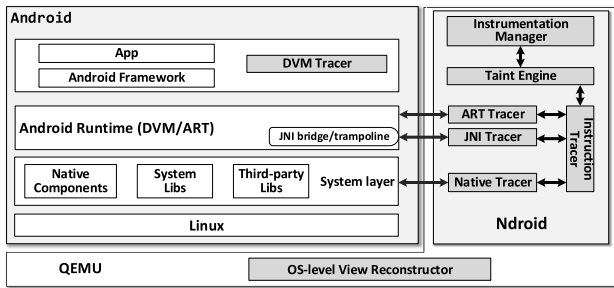 Android
App
Android Framework
DVM Tracer
Android Runtime (DVM/ART)
JNI bridge/trampoline
Native
Components
System
Libs
Third-party
Libs
System layer
Linux
Instrumentation
Manager
Taint Engine
ART Tracer
JNI Tracer
Native Tracer
Instruction
Tracer
Ndroid
QEMU
OS-level View Reconstructor